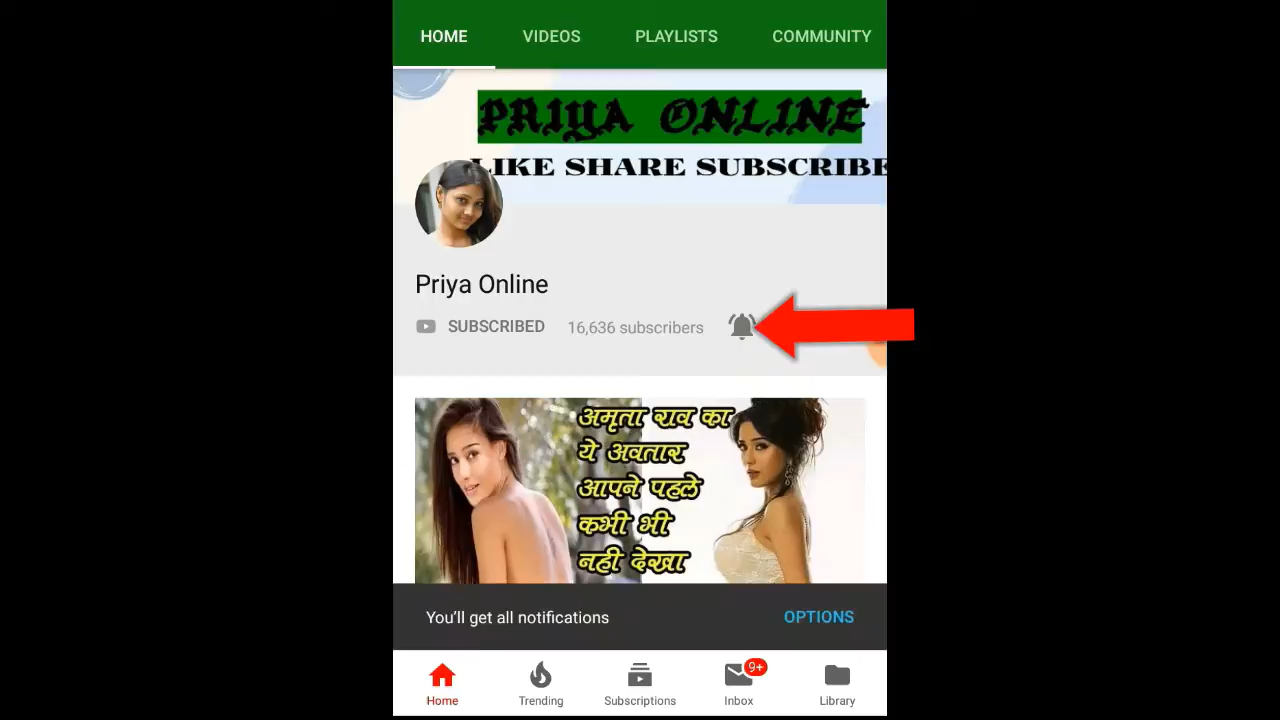 HOME VIDEOS PLAYLISTS COMMUNITY
PRIYA ONLINE
LIKE SHARE SUBSCRIBE
Priya Online
SUBSCRIBED 16,636 subscribers
अमृता राव का
ये अवतार
आपने पहले
कभी भी
नही देखा
You'll get all notifications OPTIONS
9+
Home Trending Subscriptions Inbox Library